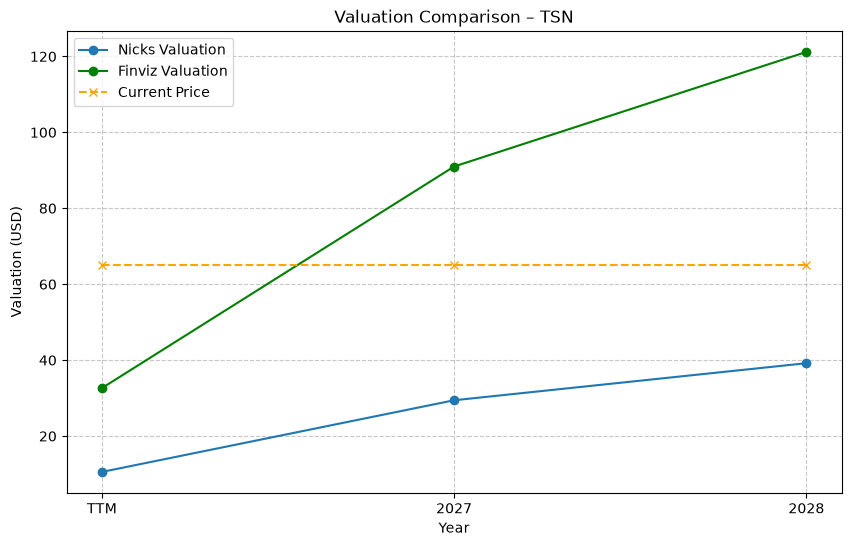 Valuation Comparison – TSN
Nicks Valuation
Finviz Valuation
Current Price
Valuation (USD)
120
100
80
60
40
20
TTM
2027
2028
Year